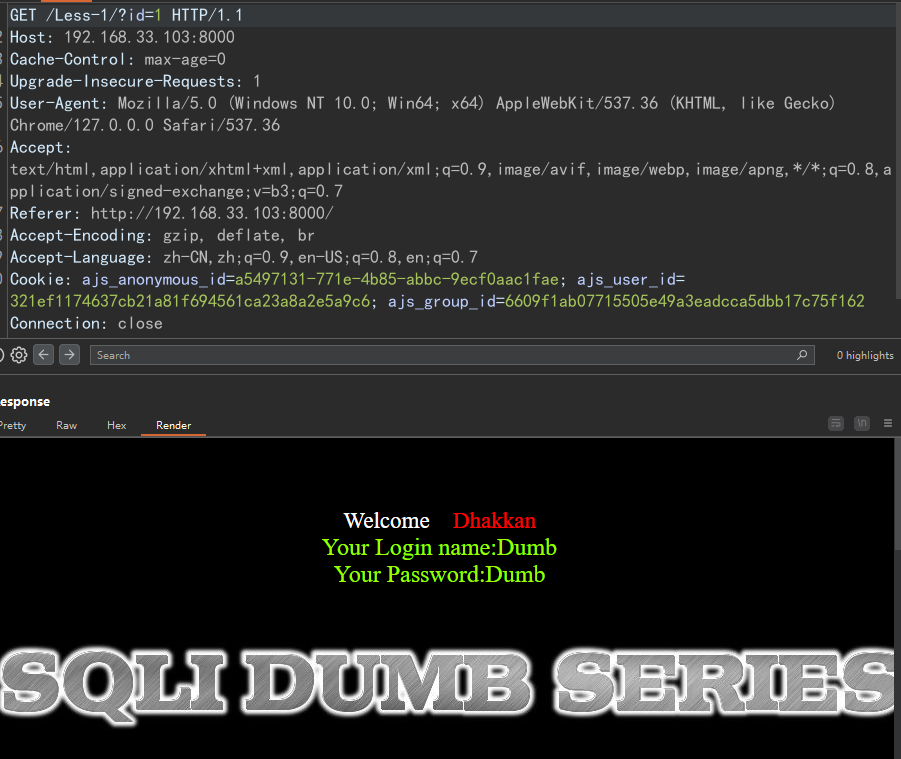 GET /Less-1/?id=1 HTTP/1.1
Host: 192.168.33.103:8000
Cache-Control: max-age=0
Upgrade-Insecure-Requests: 1
User-Agent: Mozilla/5.0 (Windows NT 10.0; Win64; x64) AppleWebKit/537.36 (KHTML, like Gecko)
Chrome/127.0.0.0 Safari/537.36
Accept:
text/html,application/xhtml+xml,application/xml;q=0.9,image/avif,image/webp,image/apng,*/*;q=0.8,a
pplication/signed-exchange;v=b3;q=0.7
Referer: http://192.168.33.103:8000/
Accept-Encoding: gzip, deflate, br
Accept-Language: zh-CN,zh;q=0.9,en-US;q=0.8,en;q=0.7
Cookie: ajs_anonymous_id=a5497131-771e-4b85-abbc-9ecf0aac1fae; ajs_user_id=
321ef1174637cb21a81f694561ca23a8a2e5a9c6; ajs_group_id=6609f1ab07715505e49a3eadcca5dbb17c75f162
Connection: close
Search 0 highlights
esponse
Pretty Raw Hex Render \n
Welcome Dhakkan
Your Login name:Dumb
Your Password:Dumb
SQLI DUMB SERIES